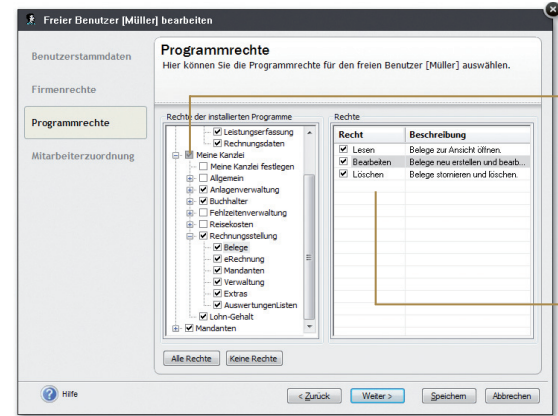 Freier Benutzer [Müller] bearbeiten
Benutzerstammdaten
Firmenrechte
Programmrechte
Mitarbeiterzuordnung
Programmrechte
Hier können Sie die Programmrechte für den freien Benutzer [Müller] auswählen.
Rechte der installierten Programme
Leistungserfassung
Rechnungsdaten
Meine Kanzlei
Meine Kanzlei festlegen
Allgemein
Anlagenverwaltung
Buchhalter
Fehlzeitenverwaltung
Reisekosten
Rechnungsstellung
Belege
eRechnung
Mandanten
Verwaltung
Extras
AuswertungenListen
Lohn-Gehalt
Mandanten
Rechte
Recht Beschreibung
Lesen Belege zur Ansicht öffnen.
Bearbeiten Belege neu erstellen und bearb...
Löschen Belege stornieren und löschen.
Alle Rechte Keine Rechte
Hilfe < Zurück Weiter > Speichern Abbrechen